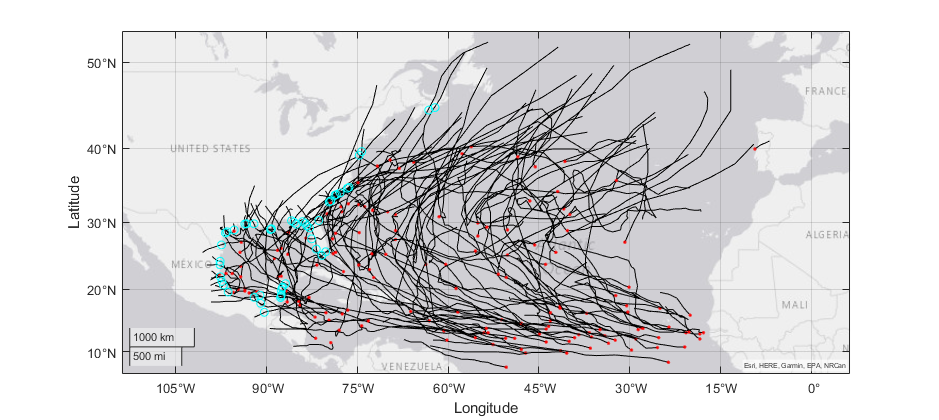 50°N
40°N
30°N
20°N
10°N
Latitude
UNITED STATES
MÉXICO
VENEZUELA
FRANCE
ALGERIA
MALI
N
1000 km
500 mi
Esri, HERE, Garmin, EPA, NRCan
105°W
90°W
75°W
60°W
45°W
30°W
15°W
0°
Longitude